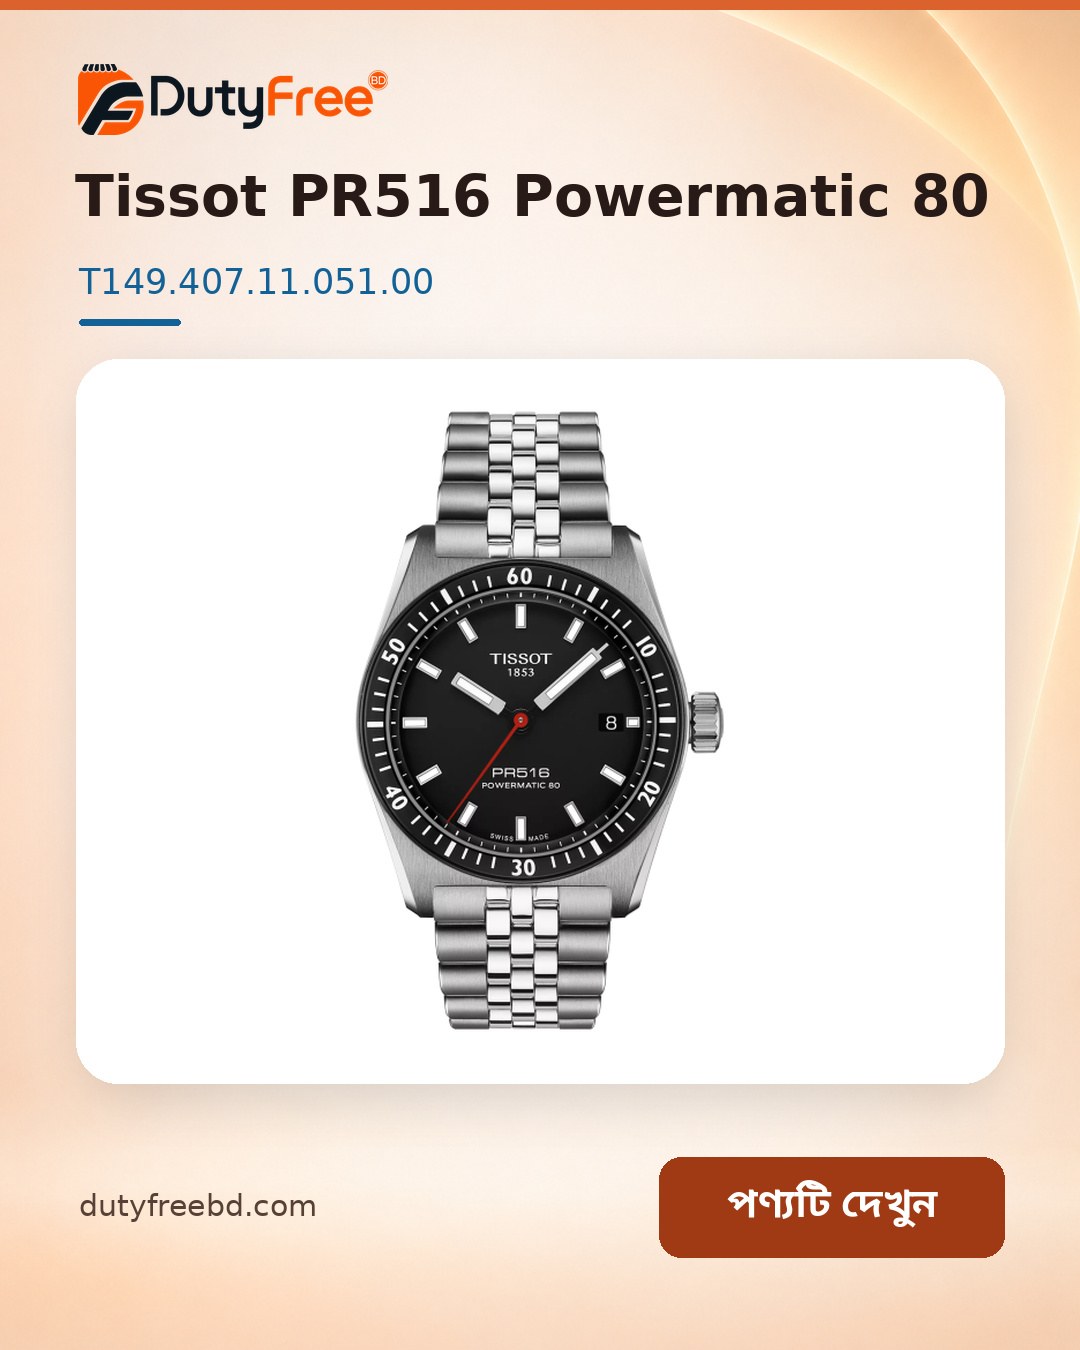 DutyFree BD
Tissot PR516 Powermatic 80
T149.407.11.051.00
60
10
20
30
40
50
TISSOT
1853
8
PR516
POWERMATIC 80
SWISS MADE
dutyfreebd.com
পণ্যটি দেখুন